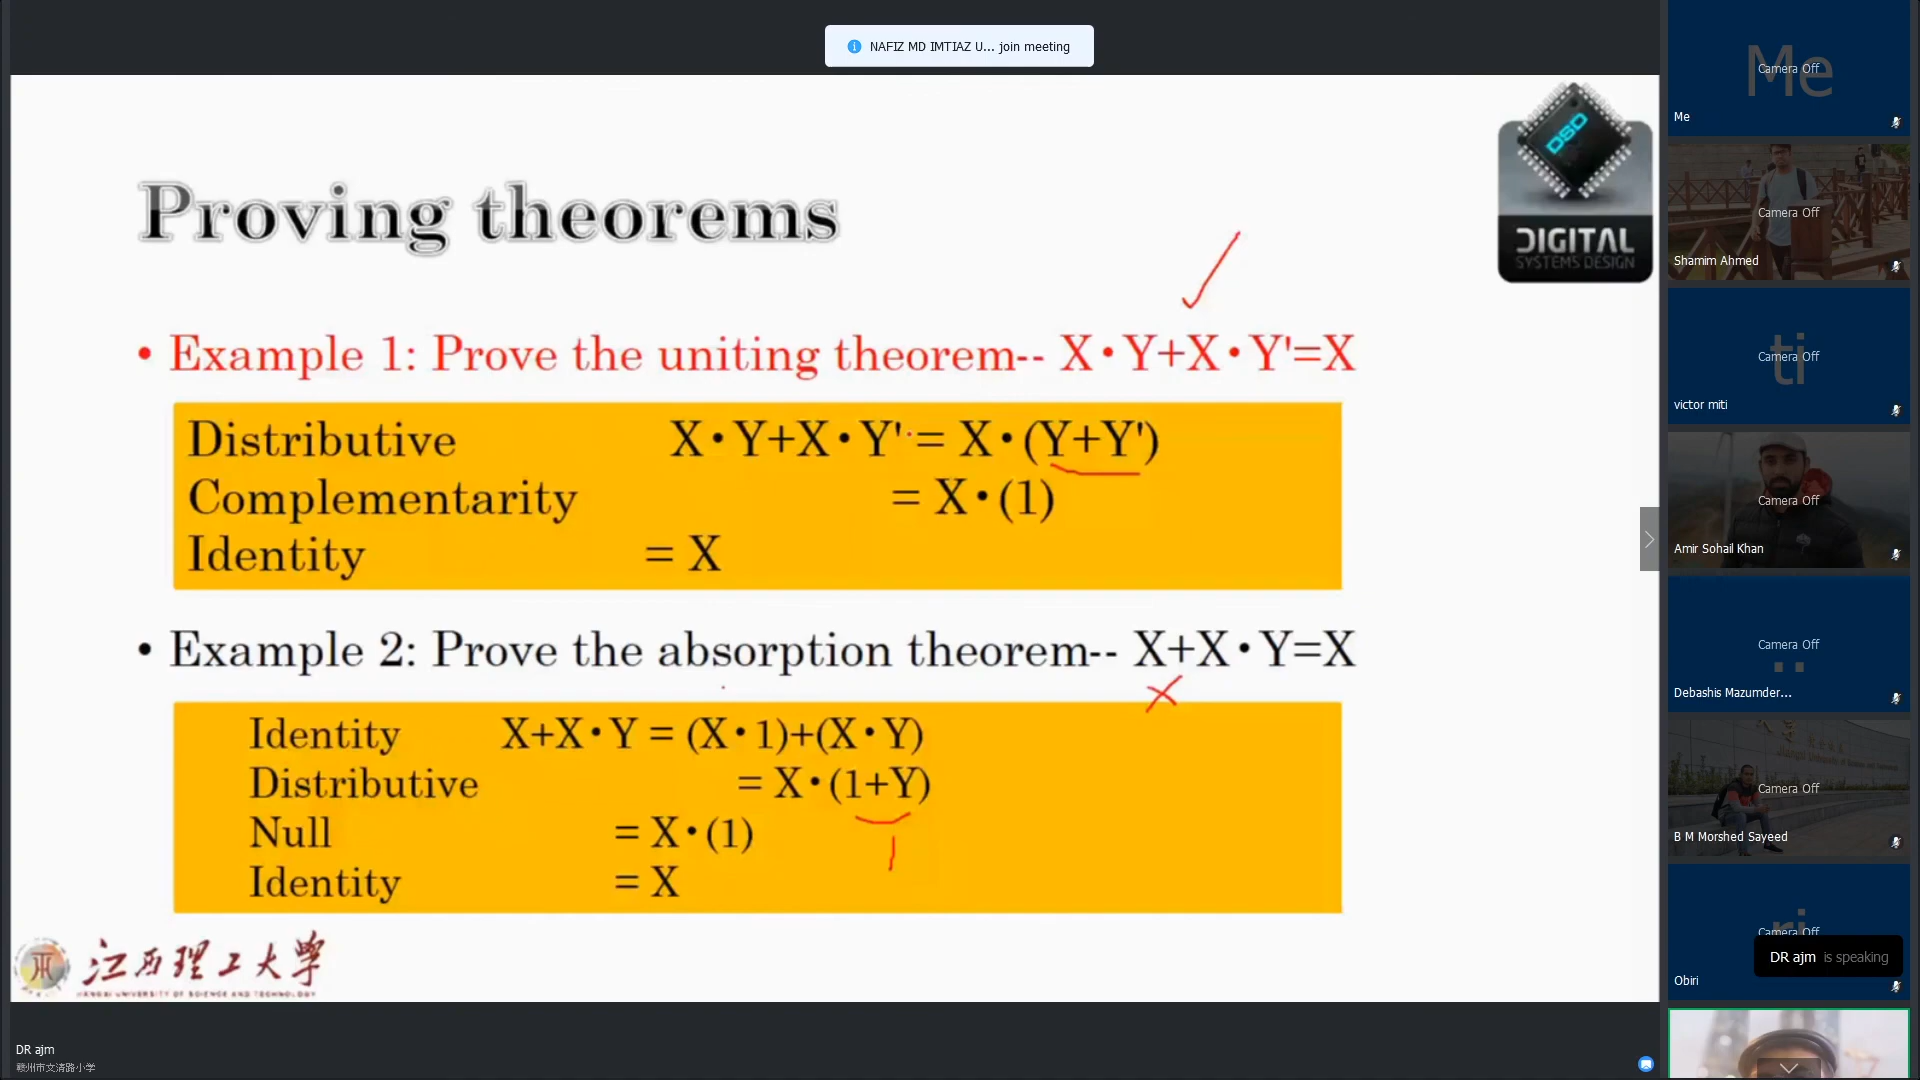 NAFIZ MD IMTIAZ U... join meeting
DSD
DIGITAL
SYSTEMS DESIGN
Proving theorems
• Example 1: Prove the uniting theorem-- X•Y+X•Y'=X
Distributive X•Y+X•Y' = X•(Y+Y')
Complementarity = X•(1)
Identity = X
• Example 2: Prove the absorption theorem-- X+X•Y=X
Identity X+X•Y = (X•1)+(X•Y)
Distributive = X•(1+Y)
1
Null = X•(1)
Identity = X
江西理工大学
JIANGXI UNIVERSITY OF SCIENCE AND TECHNOLOGY
DR ajm
赣州市文清路小学
Me
Camera Off
Me
Camera Off
Shamim Ahmed
ti
Camera Off
victor miti
Camera Off
Amir Sohail Khan
Camera Off
..
Debashis Mazumder...
Camera Off
B M Morshed Sayeed
Camera Off
ri
DR ajm is speaking
Obiri